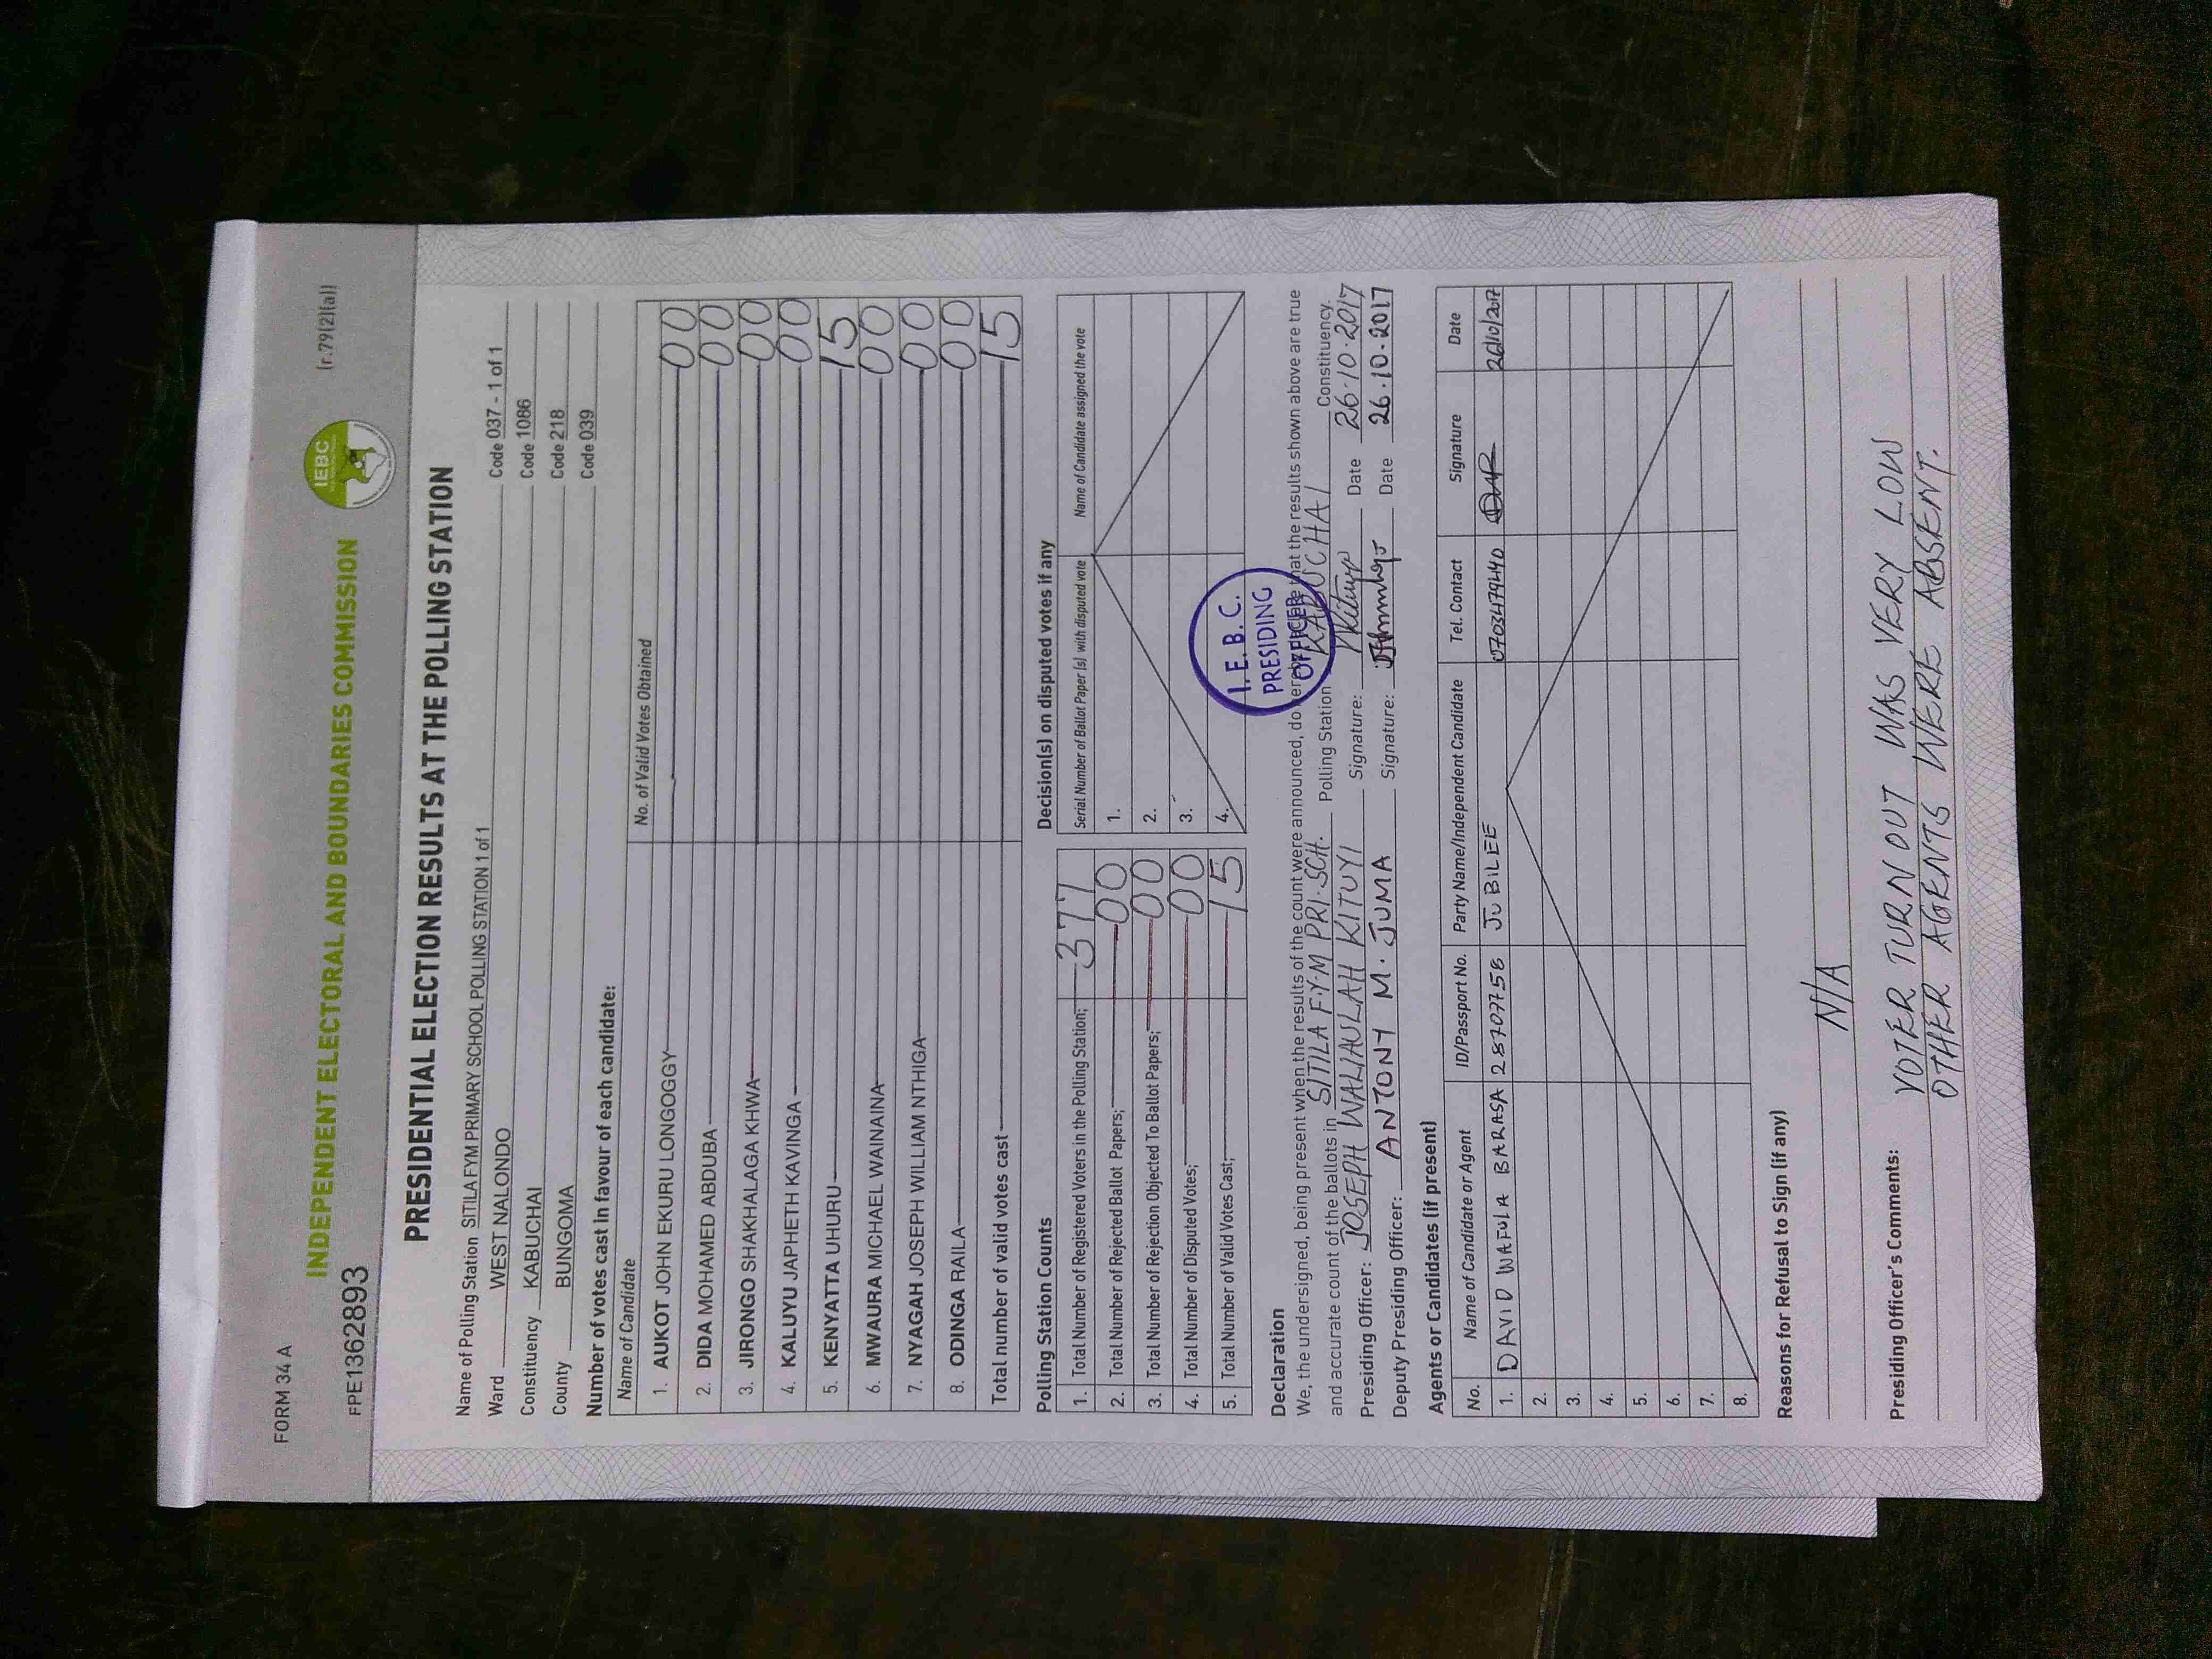 FORM 34 A
(r.79(2)(a))
INDEPENDENT ELECTORAL AND BOUNDARIES COMMISSION
IEBC
FPE1362893
PRESIDENTIAL ELECTION RESULTS AT THE POLLING STATION
Name of Polling Station SITILA FYM PRIMARY SCHOOL POLLING STATION 1 of 1
Ward WEST NALONDO Code 037 - 1 of 1
Constituency KABUCHAI Code 1086
County BUNGOMA Code 218
Code 039
Number of votes cast in favour of each candidate:
Name of Candidate No. of Valid Votes Obtained
1. AUKOT JOHN EKURU LONGOGGY 00
2. DIDA MOHAMED ABDUBA 00
3. JIRONGO SHAKHALAGA KHWA 00
4. KALUYU JAPHETH KAVINGA 00
5. KENYATTA UHURU 15
6. MWAURA MICHAEL WAINAINA 00
7. NYAGAH JOSEPH WILLIAM NTHIGA 00
8. ODINGA RAILA 00
Total number of valid votes cast 15
Polling Station Counts
1. Total Number of Registered Voters in the Polling Station; 377
2. Total Number of Rejected Ballot Papers; 00
3. Total Number of Rejection Objected To Ballot Papers; 00
4. Total Number of Disputed Votes; 00
5. Total Number of Valid Votes Cast; 15
Decision(s) on disputed votes if any
Serial Number of Ballot Paper (s) with disputed vote Name of Candidate assigned the vote
1.
2.
3.
4.
I.E.B.C.
PRESIDING
OFFICER
Declaration
We, the undersigned, being present when the results of the count were announced, do hereby declare that the results shown above are true
and accurate count of the ballots in SITILA F.Y.M PRI. SCH. Polling Station KABUCHAI Constituency.
Presiding Officer: JOSEPH WALIAULAH KITUYI Signature: Kituyi Date 26.10.2017
Deputy Presiding Officer: ANTONY M. JUMA Signature: Date 26.10.2017
Agents or Candidates (if present)
No. Name of Candidate or Agent ID/Passport No. Party Name/Independent Candidate Tel. Contact Signature Date
1. DAVID WAFULA BARASA 28707758 JUBILEE 0703479440 26/10/2017
2.
3.
4.
5.
6.
7.
8.
Reasons for Refusal to Sign (if any)
N/A
Presiding Officer's Comments:
VOTER TURN OUT WAS VERY LOW
OTHER AGENTS WERE ABSENT.